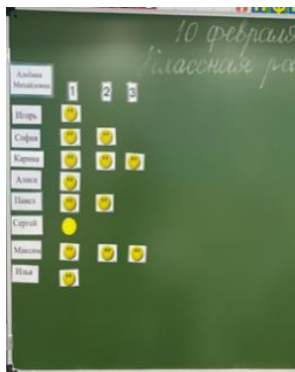 10 февраля
Классная ра
Альбина
Михайловна
1 2 3
Игорь
София
Карина
Алиса
Павел
Сергей
Максим
Илья